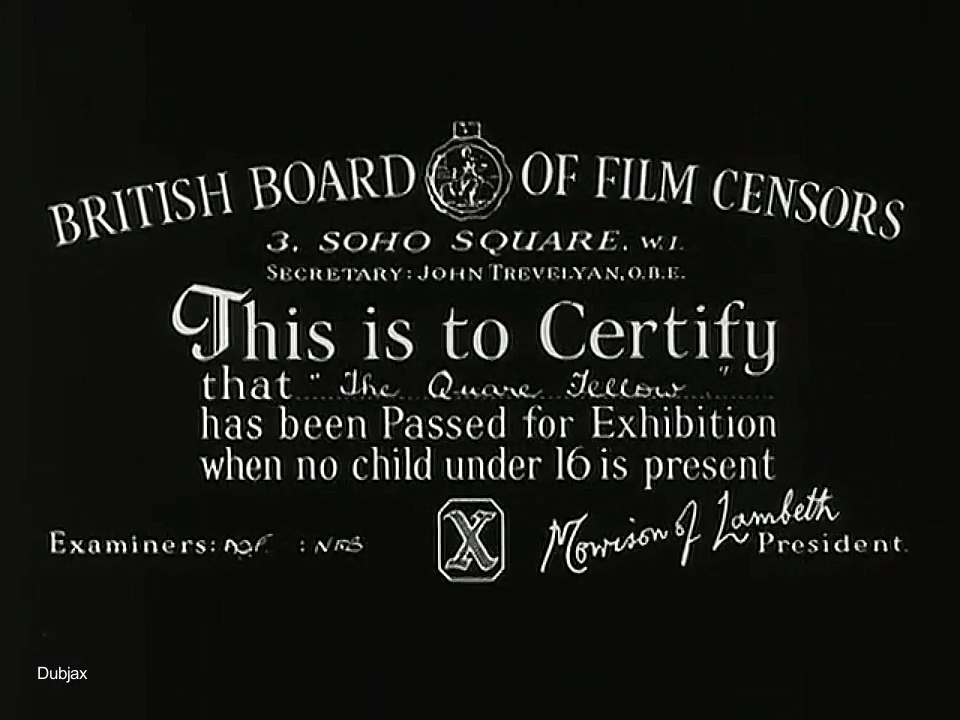 BRITISH BOARD OF FILM CENSORS
3, SOHO SQUARE. W.1.
SECRETARY: JOHN TREVELYAN, O.B.E.
This is to Certify
that "The Quare Fellow"
has been Passed for Exhibition
when no child under 16 is present
Examiners: : NKB X Morrison of Lambeth
President.
Dubjax